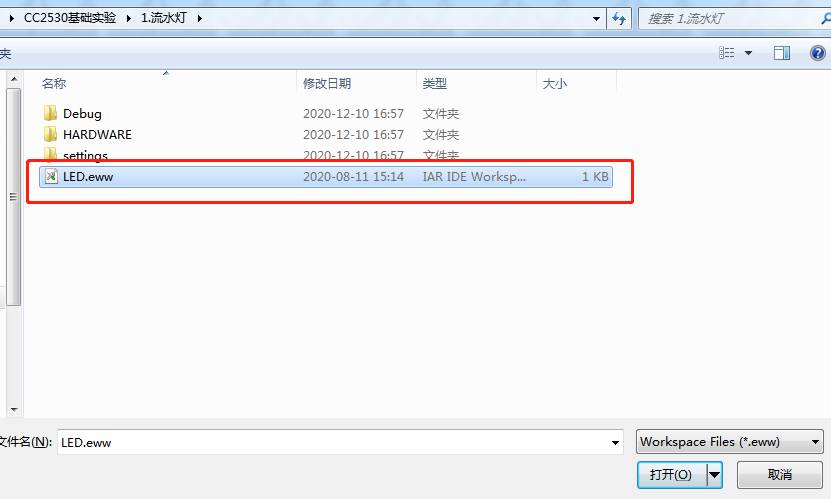 CC2530基础实验 1.流水灯 搜索 1.流水灯
夹
名称 修改日期 类型 大小
Debug 2020-12-10 16:57 文件夹
HARDWARE 2020-12-10 16:57 文件夹
settings 2020-12-10 16:57 文件夹
LED.eww 2020-08-11 15:14 IAR IDE Worksp... 1 KB
文件名(N): LED.eww Workspace Files (*.eww)
打开(O) 取消